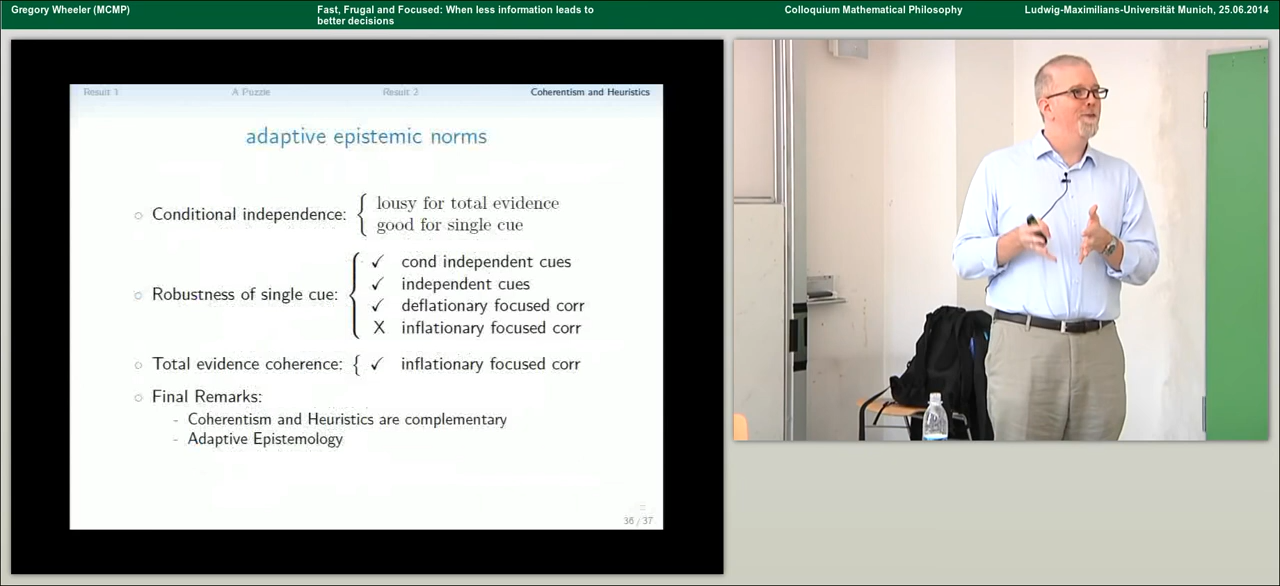 Gregory Wheeler (MCMP)
Fast, Frugal and Focused: When less information leads to
better decisions
Colloquium Mathematical Philosophy
Ludwig-Maximilians-Universität Munich, 25.06.2014
Result 1
A Puzzle
Result 2
Coherentism and Heuristics
adaptive epistemic norms
Conditional independence: { lousy for total evidence
good for single cue
✓ cond independent cues
✓ independent cues
Robustness of single cue: {
✓ deflationary focused corr
X inflationary focused corr
Total evidence coherence: { ✓ inflationary focused corr
Final Remarks:
- Coherentism and Heuristics are complementary
- Adaptive Epistemology
36 / 37